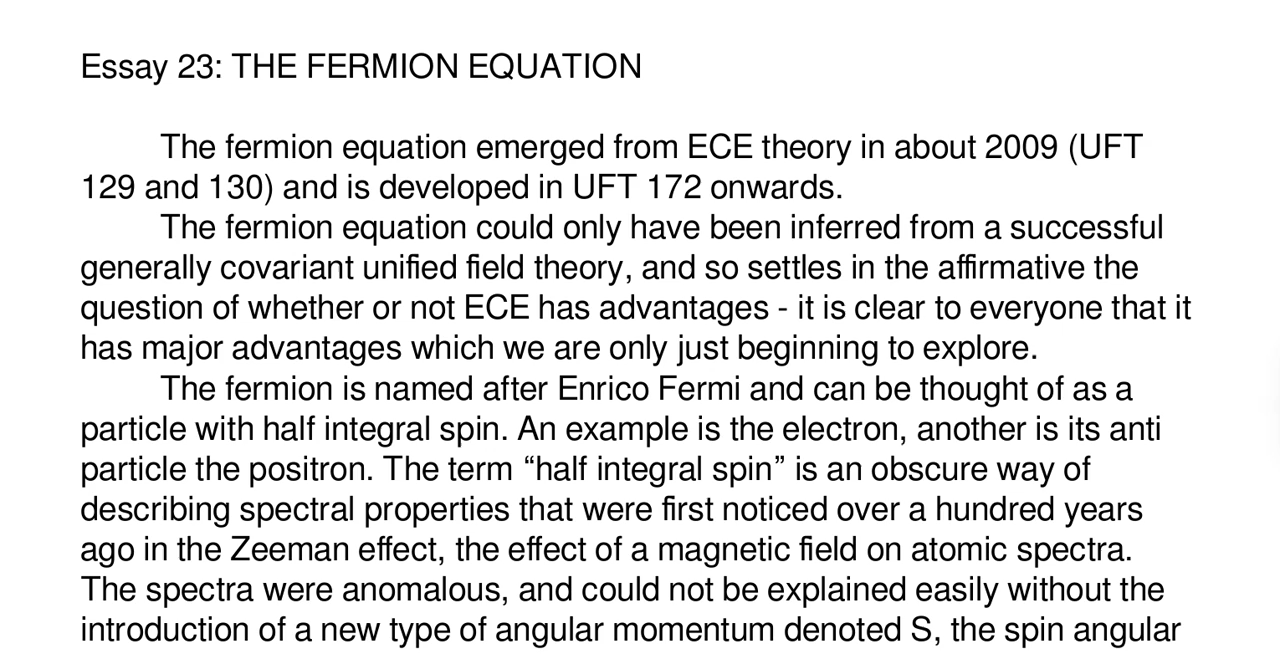 Essay 23: THE FERMION EQUATION
The fermion equation emerged from ECE theory in about 2009 (UFT
129 and 130) and is developed in UFT 172 onwards.
The fermion equation could only have been inferred from a successful
generally covariant unified field theory, and so settles in the affirmative the
question of whether or not ECE has advantages - it is clear to everyone that it
has major advantages which we are only just beginning to explore.
The fermion is named after Enrico Fermi and can be thought of as a
particle with half integral spin. An example is the electron, another is its anti
particle the positron. The term “half integral spin” is an obscure way of
describing spectral properties that were first noticed over a hundred years
ago in the Zeeman effect, the effect of a magnetic field on atomic spectra.
The spectra were anomalous, and could not be explained easily without the
introduction of a new type of angular momentum denoted S, the spin angular